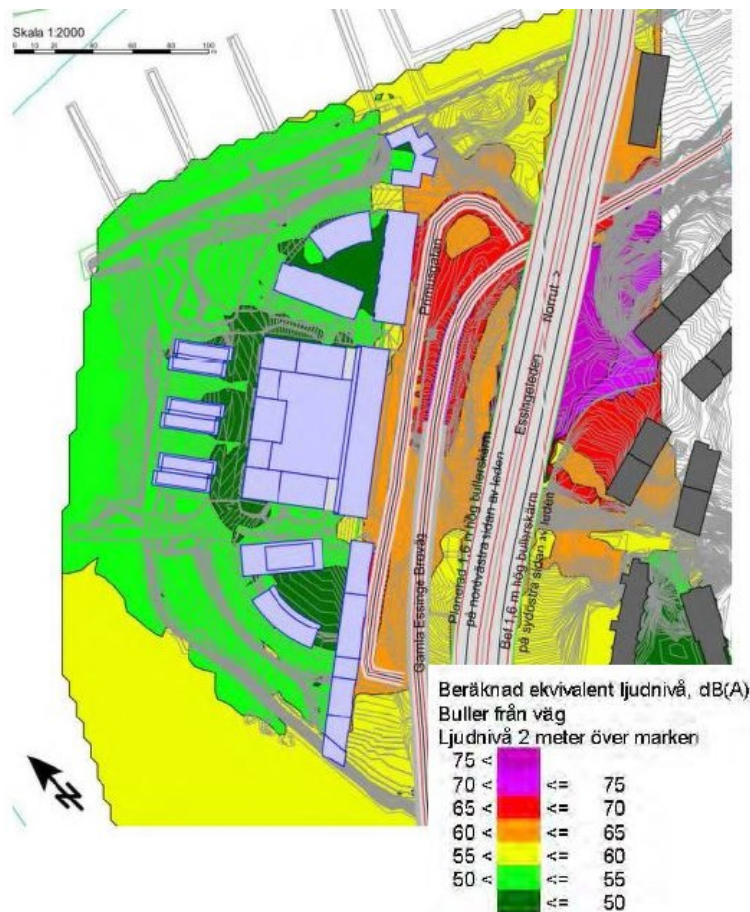 Skala 1:2000
0 10 20 40 60 80 100
m
Primusgatan
Essingeleden
Norrut >
Gamla Essinge Broväg
Planerad 1,6 m hög bullerskärm
på nordvästra sidan av leden
Bef 1,6 m hög bullerskärm
på sydöstra sidan av leden
N
Beräknad ekvivalent ljudnivå, dB(A)
Buller från väg
Ljudnivå 2 meter över marken
75 <
70 < <= 75
65 < <= 70
60 < <= 65
55 < <= 60
50 < <= 55
<= 50